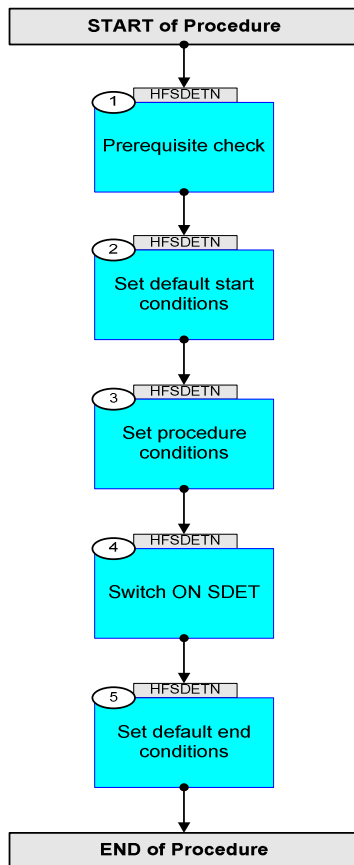 START of Procedure
HFSDETN
1
Prerequisite check
HFSDETN
2
Set default start
conditions
HFSDETN
3
Set procedure
conditions
HFSDETN
4
Switch ON SDET
HFSDETN
5
Set default end
conditions
END of Procedure